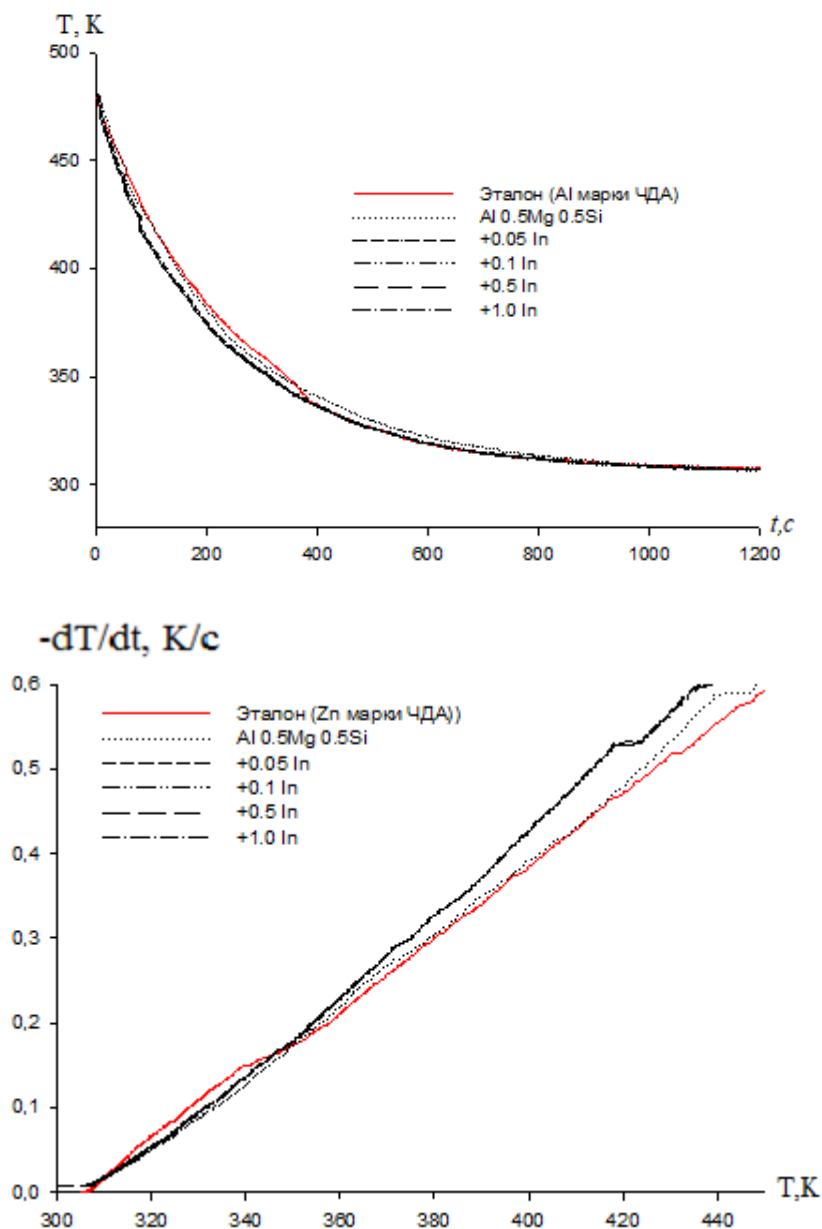 T, K
500
450
400
350
300
Эталон (Al марки ЧДА)
Al 0.5Mg 0.5Si
+0.05 In
+0.1 In
+0.5 In
+1.0 In
0
200
400
600
800
1000
1200
t,c
-dT/dt, K/c
0,6
0,5
0,4
0,3
0,2
0,1
0,0
Эталон (Zn марки ЧДА))
Al 0.5Mg 0.5Si
+0.05 In
+0.1 In
+0.5 In
+1.0 In
300
320
340
360
380
400
420
440
T,K